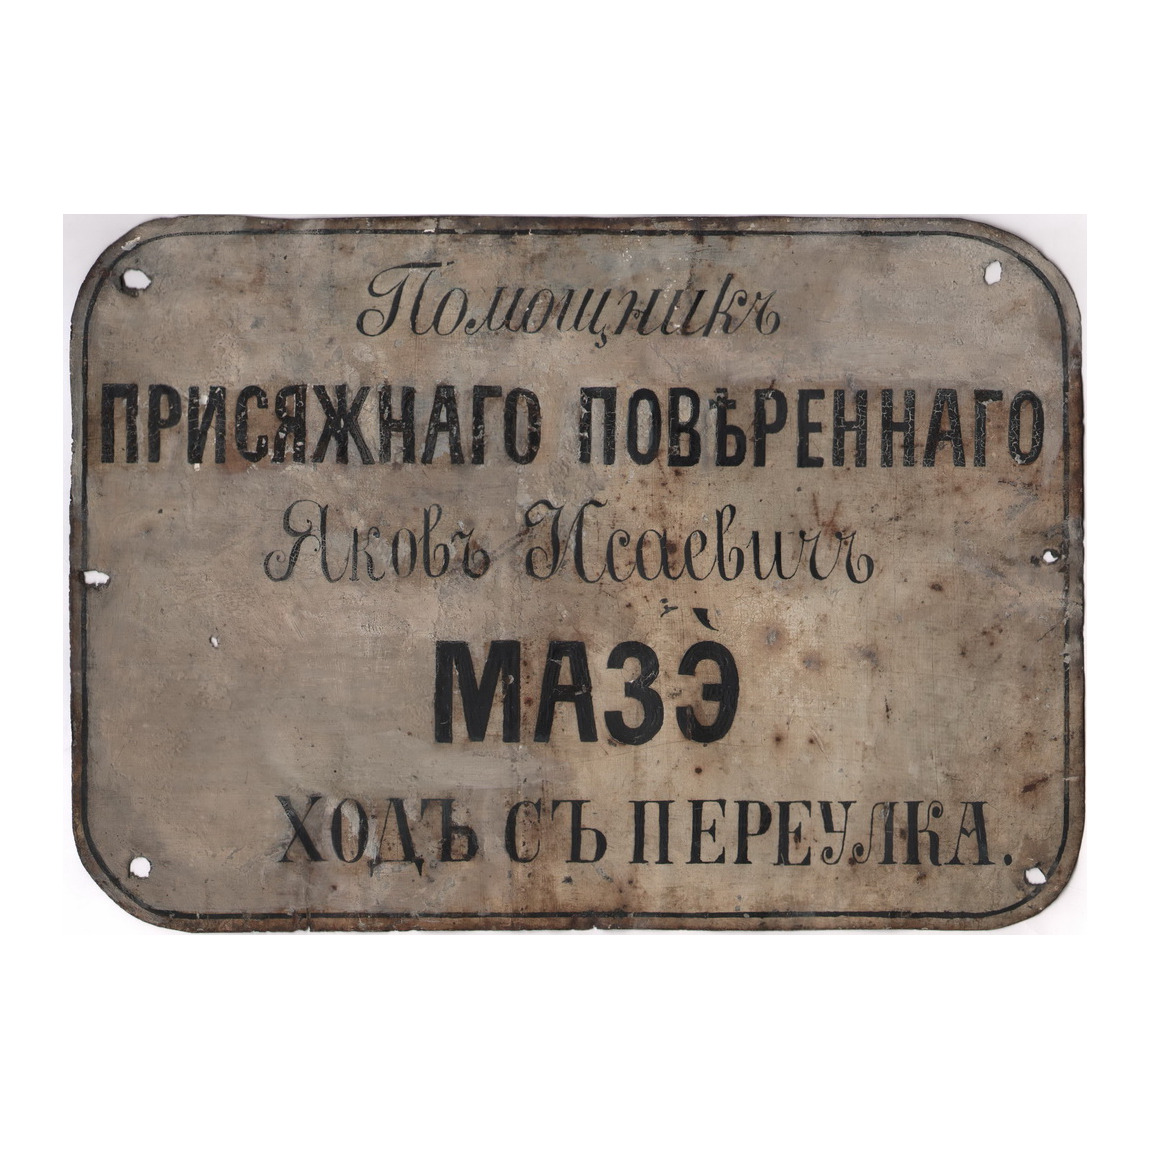 Помощникъ
ПРИСЯЖНАГО ПОВѢРЕННАГО
Яковъ Исаевичъ
МАЗЭ̀
ХОДЪ СЪ ПЕРЕУЛКА.